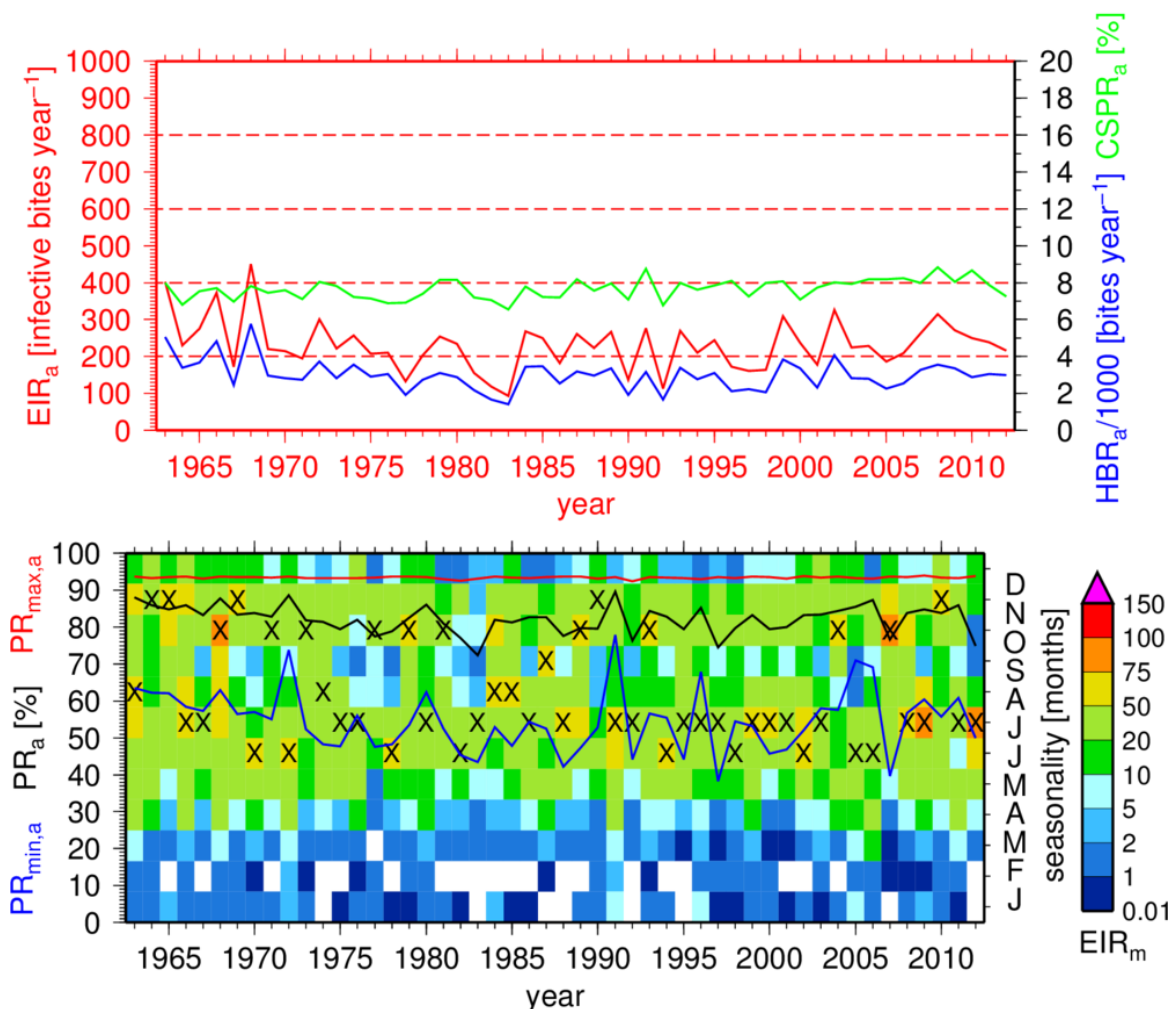 EIRa [infective bites year−1]
1000
900
800
700
600
500
400
300
200
100
0
20
18
16
14
12
10
8
6
4
2
0
HBRa/1000 [bites year−1] CSPRa [%]
1965 1970 1975 1980 1985 1990 1995 2000 2005 2010
year
PRmin,a PRa [%] PRmax,a
100
90
80
70
60
50
40
30
20
10
0
X X X X X X X X X X X X X X X X X X X X X X X X X X X X X X X X X X X X X X X X X X X X X X X X X X
D
N
O
S
A
J
J
M
A
M
F
J
seasonality [months]
150
100
75
50
20
10
5
2
1
0.01
EIRm
1965 1970 1975 1980 1985 1990 1995 2000 2005 2010
year